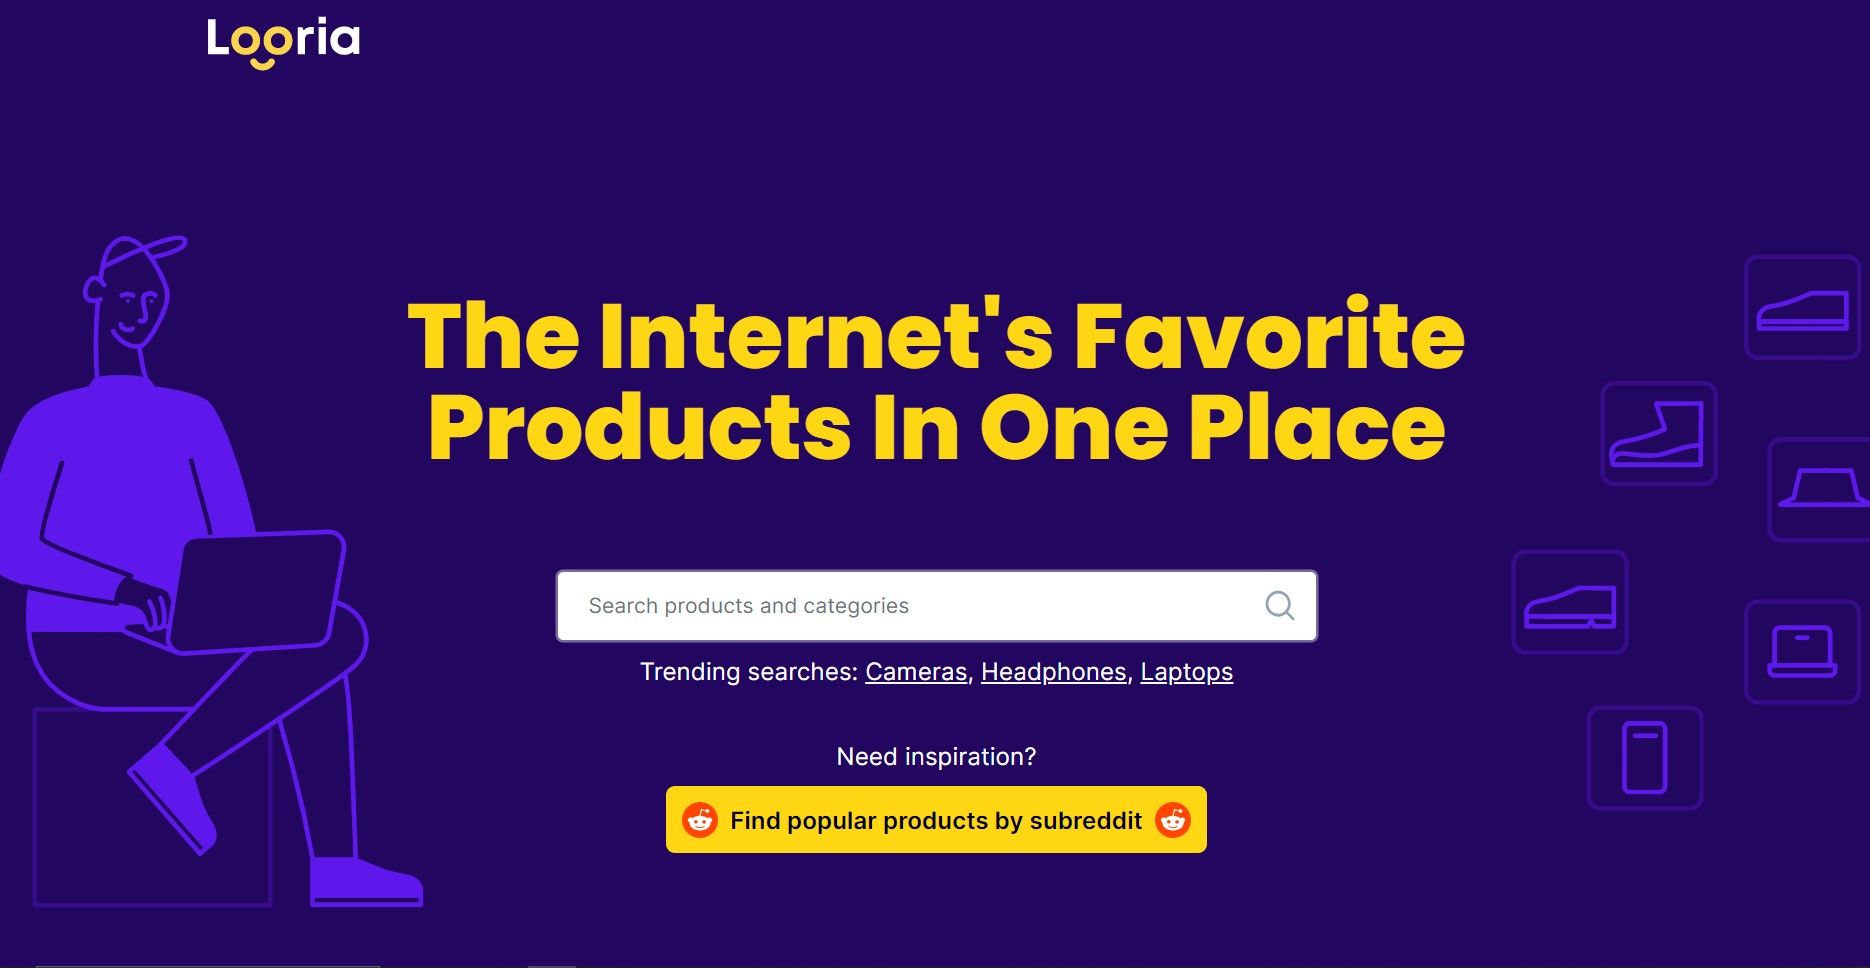 Looria
The Internet's Favorite
Products In One Place
Search products and categories
Trending searches: Cameras, Headphones, Laptops
Need inspiration?
Find popular products by subreddit